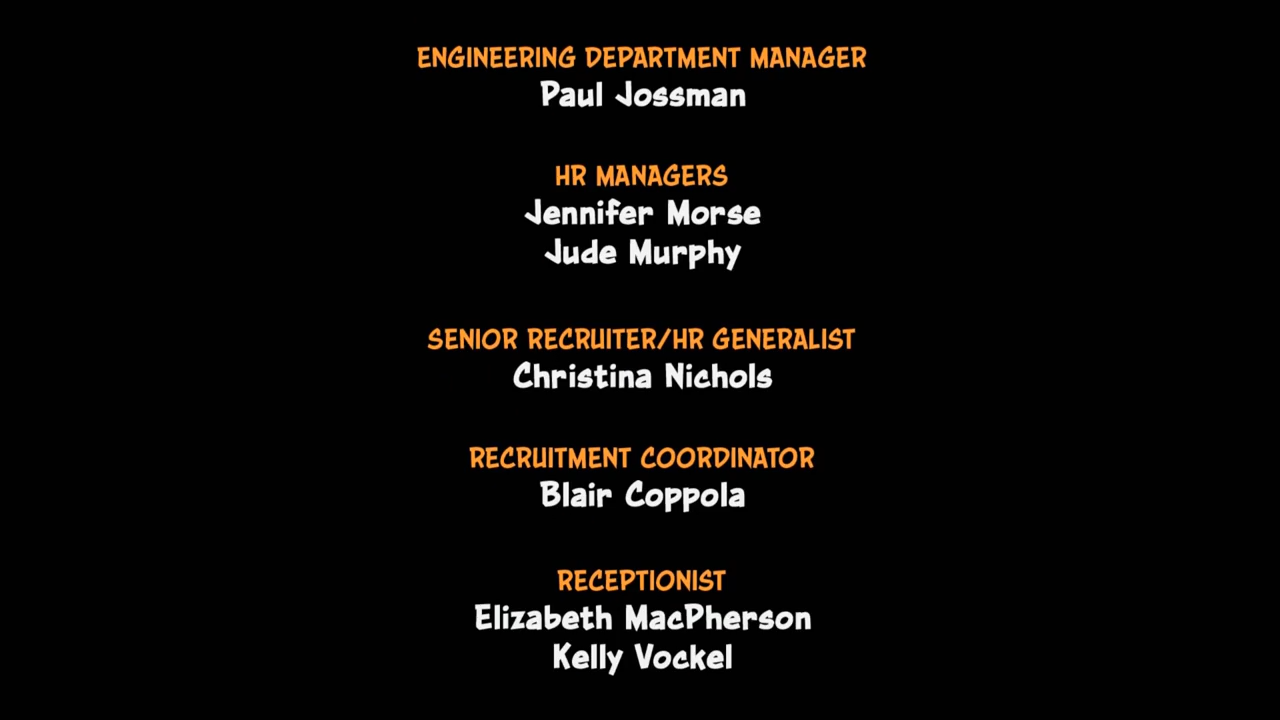 ENGINEERING DEPARTMENT MANAGER
Paul Jossman
HR MANAGERS
Jennifer Morse
Jude Murphy
SENIOR RECRUITER/HR GENERALIST
Christina Nichols
RECRUITMENT COORDINATOR
Blair Coppola
RECEPTIONIST
Elizabeth MacPherson
Kelly Vockel